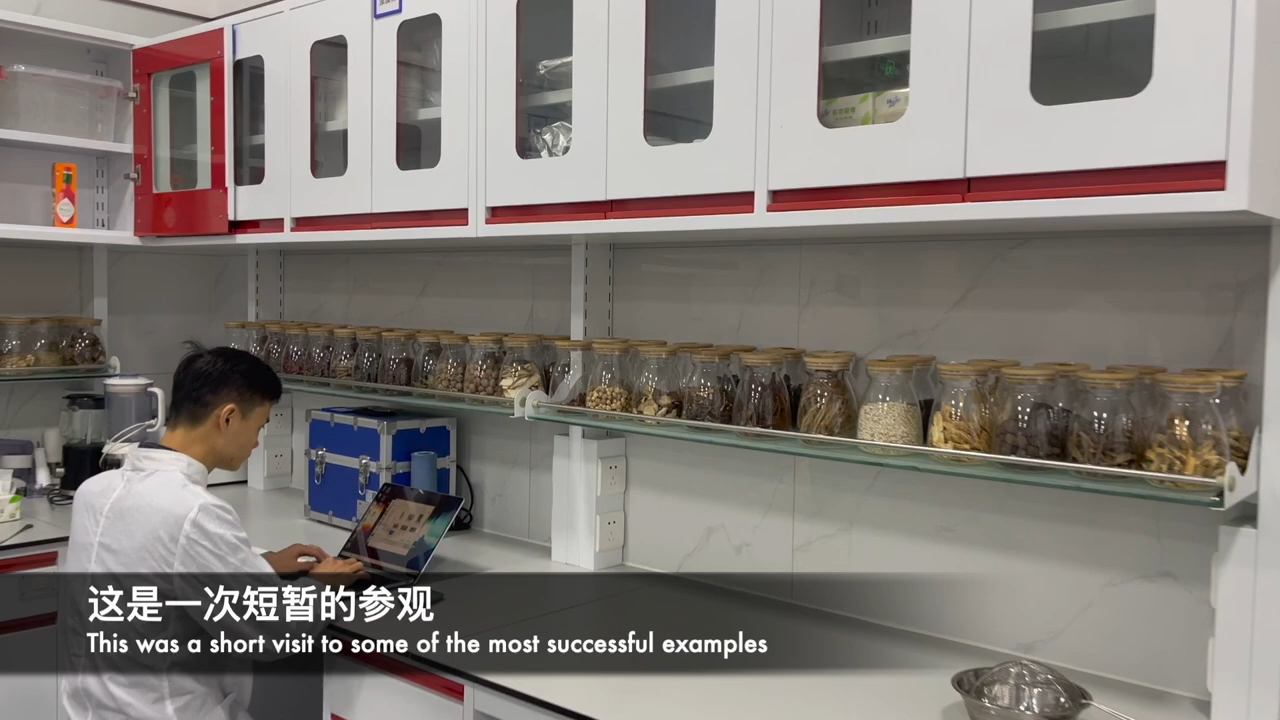 这是一次短暂的参观
This was a short visit to some of the most successful examples